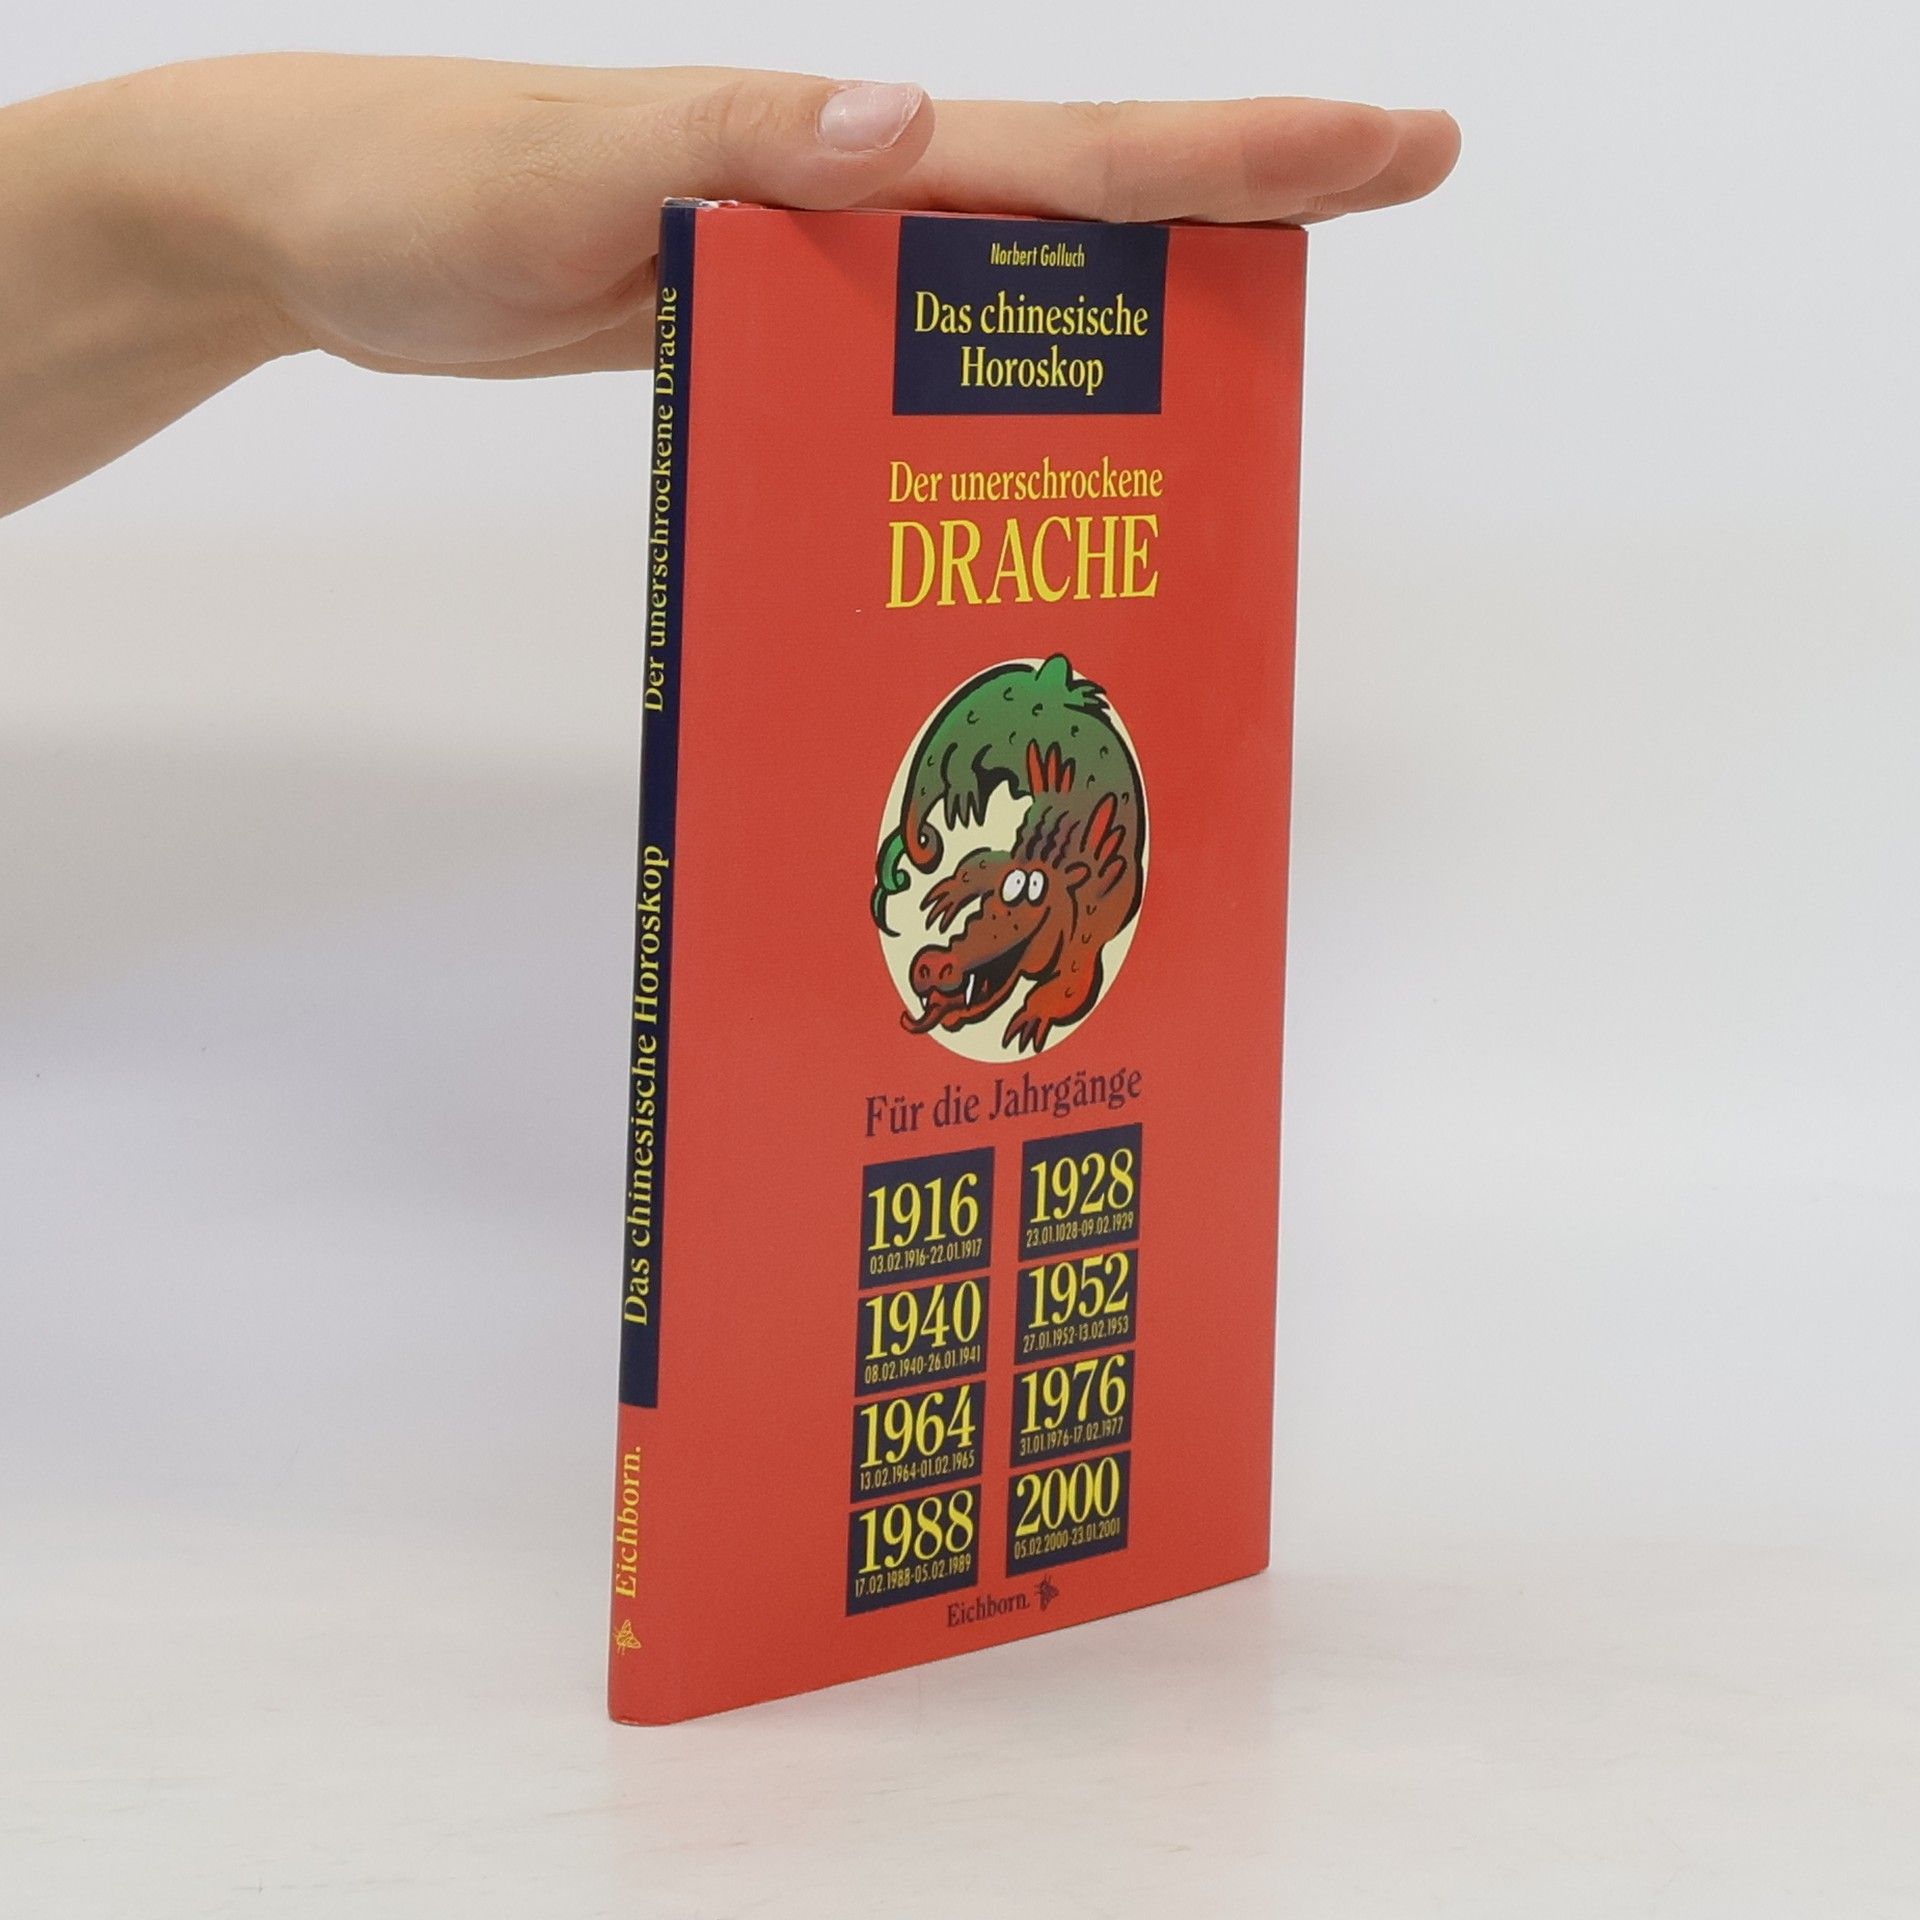 Norbert Golluch
Das chinesische
Horoskop
Der unerschrockene
DRACHE
Für die Jahrgänge
1916
03.02.1916-22.01.1917
1928
23.01.1028-09.02.1929
1940
08.02.1940-26.01.1941
1952
27.01.1952-13.02.1953
1964
13.02.1964-01.02.1965
1976
31.01.1976-17.02.1977
1988
17.02.1988-05.02.1989
2000
05.02.2000-23.01.2001
Eichborn.
Das chinesische Horoskop Der unerschrockene Drache
Eichborn.